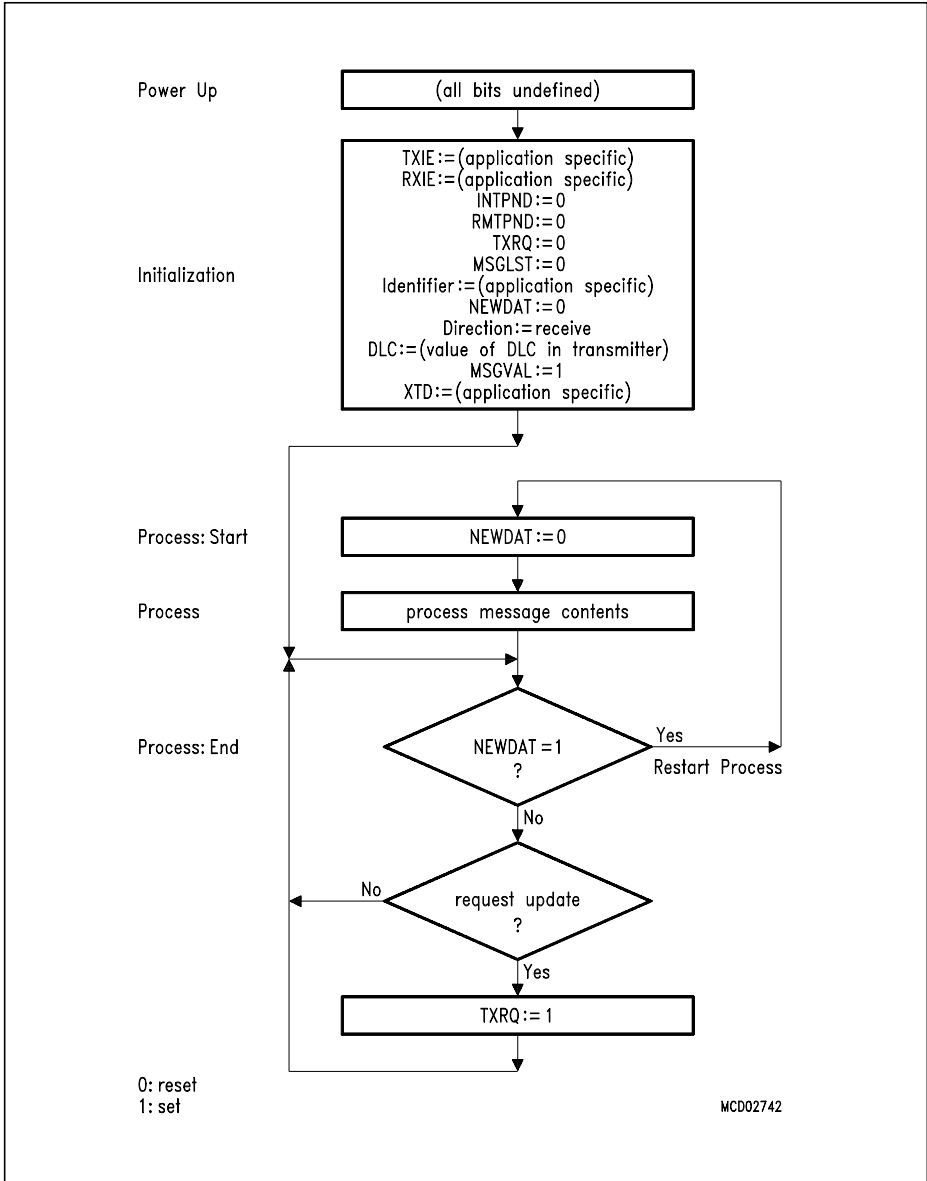 Power Up
(all bits undefined)
TXIE:=(application specific)
RXIE:=(application specific)
INTPND:=0
RMTPND:=0
TXRQ:=0
MSGLST:=0
Initialization
Identifier:=(application specific)
NEWDAT:=0
Direction:=receive
DLC:=(value of DLC in transmitter)
MSGVAL:=1
XTD:=(application specific)
Process: Start
NEWDAT:=0
Process
process message contents
Process: End
NEWDAT=1
?
Yes
Restart Process
No
request update
?
No
Yes
TXRQ:=1
0: reset
1: set
MCD02742